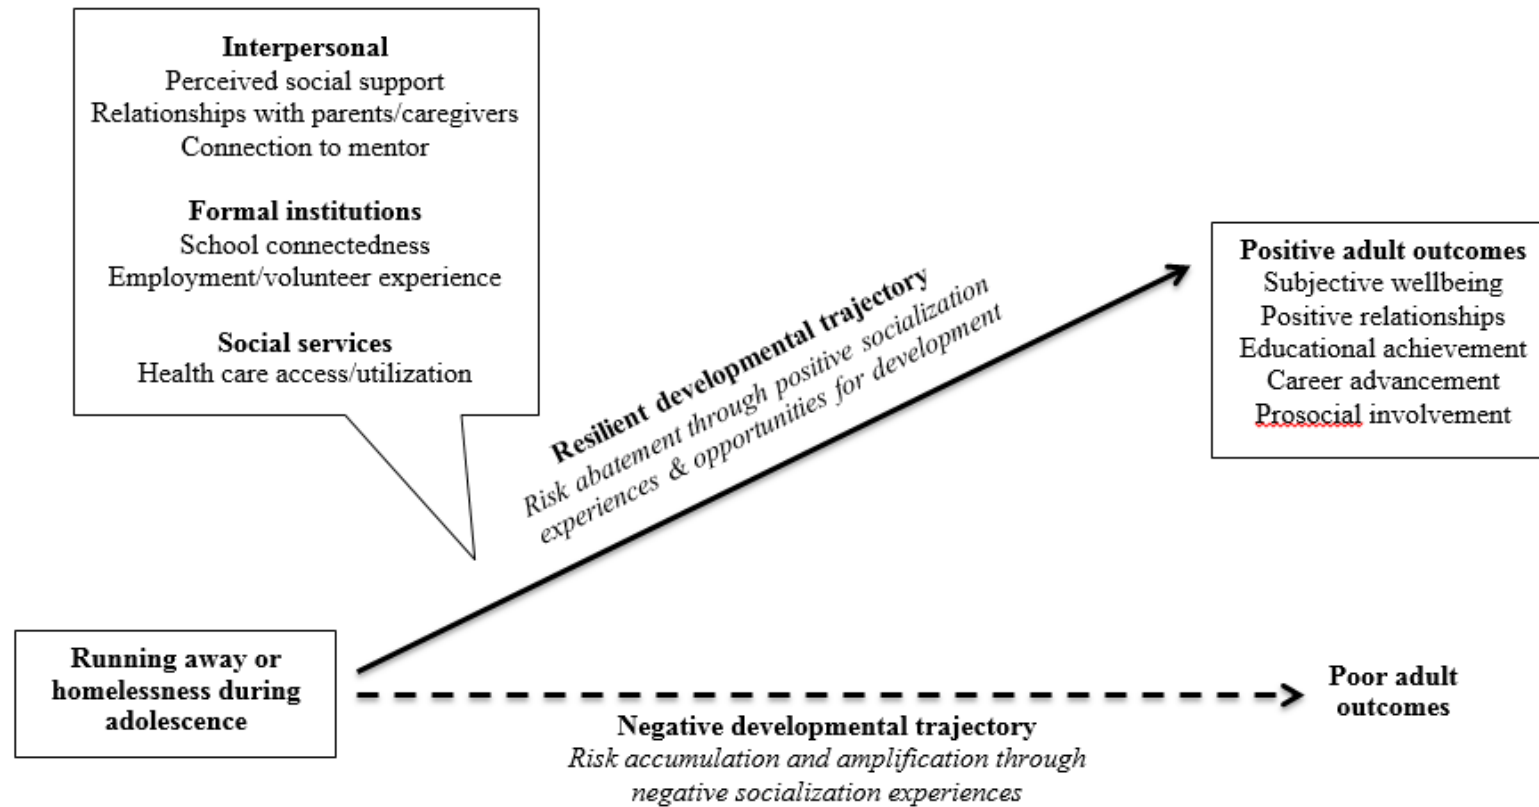 Interpersonal
Perceived social support
Relationships with parents/caregivers
Connection to mentor
Formal institutions
School connectedness
Employment/volunteer experience
Social services
Health care access/utilization
Resilient developmental trajectory
Risk abatement through positive socialization
experiences & opportunities for development
Positive adult outcomes
Subjective wellbeing
Positive relationships
Educational achievement
Career advancement
Prosocial involvement
Running away or
homelessness during
adolescence
Negative developmental trajectory
Risk accumulation and amplification through
negative socialization experiences
Poor adult
outcomes